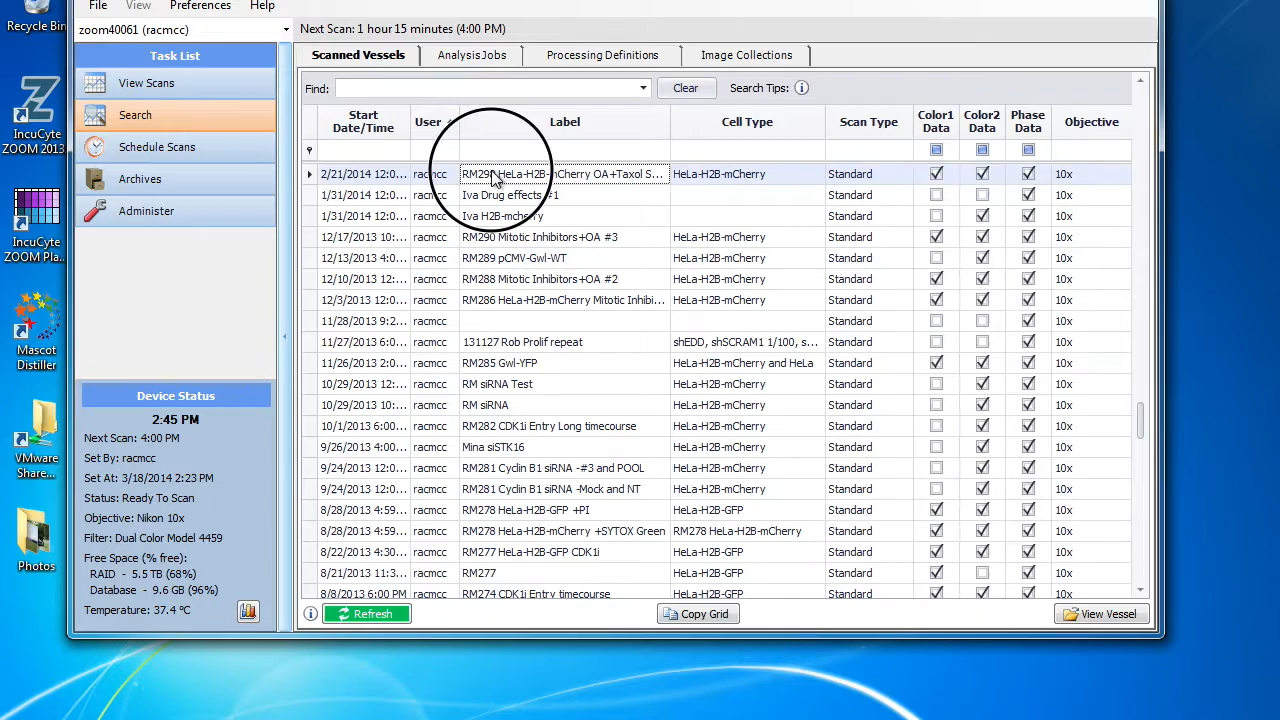 Recycle Bin
IncuCyte
ZOOM 2013
IncuCyte
ZOOM Pla...
Mascot
Distiller
VMware
Share...
Photos
File View Preferences Help
zoom40061 (racmcc)
Next Scan: 1 hour 15 minutes (4:00 PM)
Task List
View Scans
Search
Schedule Scans
Archives
Administer
Device Status
2:45 PM
Next Scan: 4:00 PM
Set By: racmcc
Set At: 3/18/2014 2:23 PM
Status: Ready To Scan
Objective: Nikon 10x
Filter: Dual Color Model 4459
Free Space (% free):
RAID - 5.5 TB (68%)
Database - 9.6 GB (96%)
Temperature: 37.4 °C
Scanned Vessels Analysis Jobs Processing Definitions Image Collections
Find: Clear Search Tips:
Start Date/Time User Label Cell Type Scan Type Color1 Data Color2 Data Phase Data Objective
2/21/2014 12:0... racmcc HeLa-H2B-mCherry OA+Taxol S... HeLa-H2B-mCherry Standard 10x
1/31/2014 12:0... racmcc Iva Drug effects #1 Standard 10x
1/31/2014 12:0... racmcc Iva H2B-mcherry Standard 10x
12/17/2013 10:... racmcc RM290 Mitotic Inhibitors+OA #3 HeLa-H2B-mCherry Standard 10x
12/13/2013 4:0... racmcc RM289 pCMV-Gwl-WT HeLa-H2B-mCherry Standard 10x
12/10/2013 12:... racmcc RM288 Mitotic Inhibitors+OA #2 HeLa-H2B-mCherry Standard 10x
12/3/2013 12:0... racmcc RM286 HeLa-H2B-mCherry Mitotic Inhibi... HeLa-H2B-mCherry Standard 10x
11/28/2013 9:2... racmcc Standard 10x
11/27/2013 6:0... racmcc 131127 Rob Prolif repeat shEDD, shSGKAM1 1/100, s... Standard 10x
11/26/2013 2:0... racmcc RM285 Gwl-YFP HeLa-H2B-mCherry and HeLa Standard 10x
10/29/2013 12:... racmcc RM siRNA Test HeLa-H2B-mCherry Standard 10x
10/29/2013 10:... racmcc RM siRNA HeLa-H2B-mCherry Standard 10x
10/1/2013 6:00... racmcc RM282 CDK1i Entry Long timecourse HeLa-H2B-mCherry Standard 10x
9/26/2013 4:00... racmcc Mina siSTK16 HeLa-H2B-mCherry Standard 10x
9/24/2013 12:0... racmcc RM281 Cyclin B1 siRNA -#3 and POOL HeLa-H2B-mCherry Standard 10x
9/24/2013 12:0... racmcc RM281 Cyclin B1 siRNA -Mock and NT HeLa-H2B-mCherry Standard 10x
8/28/2013 4:59... racmcc RM278 HeLa-H2B-GFP +PI HeLa-H2B-GFP Standard 10x
8/28/2013 4:59... racmcc RM278 HeLa-H2B-mCherry +SYTOX Green RM278 HeLaH2B-mCherry Standard 10x
8/22/2013 4:30... racmcc RM277 HeLa-H2B-GFP CDK1i HeLa-H2B-GFP Standard 10x
8/21/2013 11:3... racmcc RM277 HeLa-H2B-GFP Standard 10x
8/8/2013 6:00 PM racmcc RM274 CDK1i Entry timecourse HeLa-H2B-GFP Standard 10x
Refresh Copy Grid View Vessel